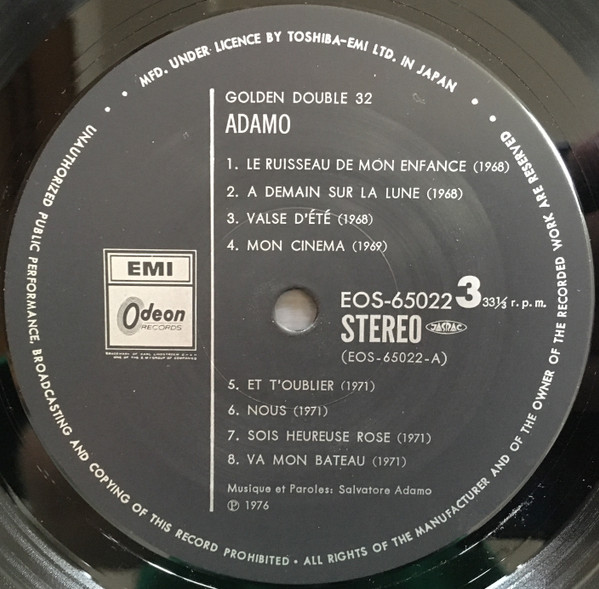 MFD. UNDER LICENCE BY TOSHIBA-EMI LTD. IN JAPAN
GOLDEN DOUBLE 32
ADAMO
1. LE RUISSEAU DE MON ENFANCE (1968)
2. A DEMAIN SUR LA LUNE (1968)
3. VALSE D'ÉTÉ (1968)
4. MON CINEMA (1969)
EMI
Odeon
RECORDS
EOS-65022 3 33⅓ r.p.m.
STEREO JASRAC
(EOS-65022-A)
5. ET T'OUBLIER (1971)
6. NOUS (1971)
7. SOIS HEUREUSE ROSE (1971)
8. VA MON BATEAU (1971)
Musique et Paroles: Salvatore Adamo
℗ 1976
UNAUTHORIZED PUBLIC PERFORMANCE, BROADCASTING AND COPYING OF THIS RECORD PROHIBITED • ALL RIGHTS OF THE MANUFACTURER AND OF THE OWNER OF THE RECORDED WORK ARE RESERVED